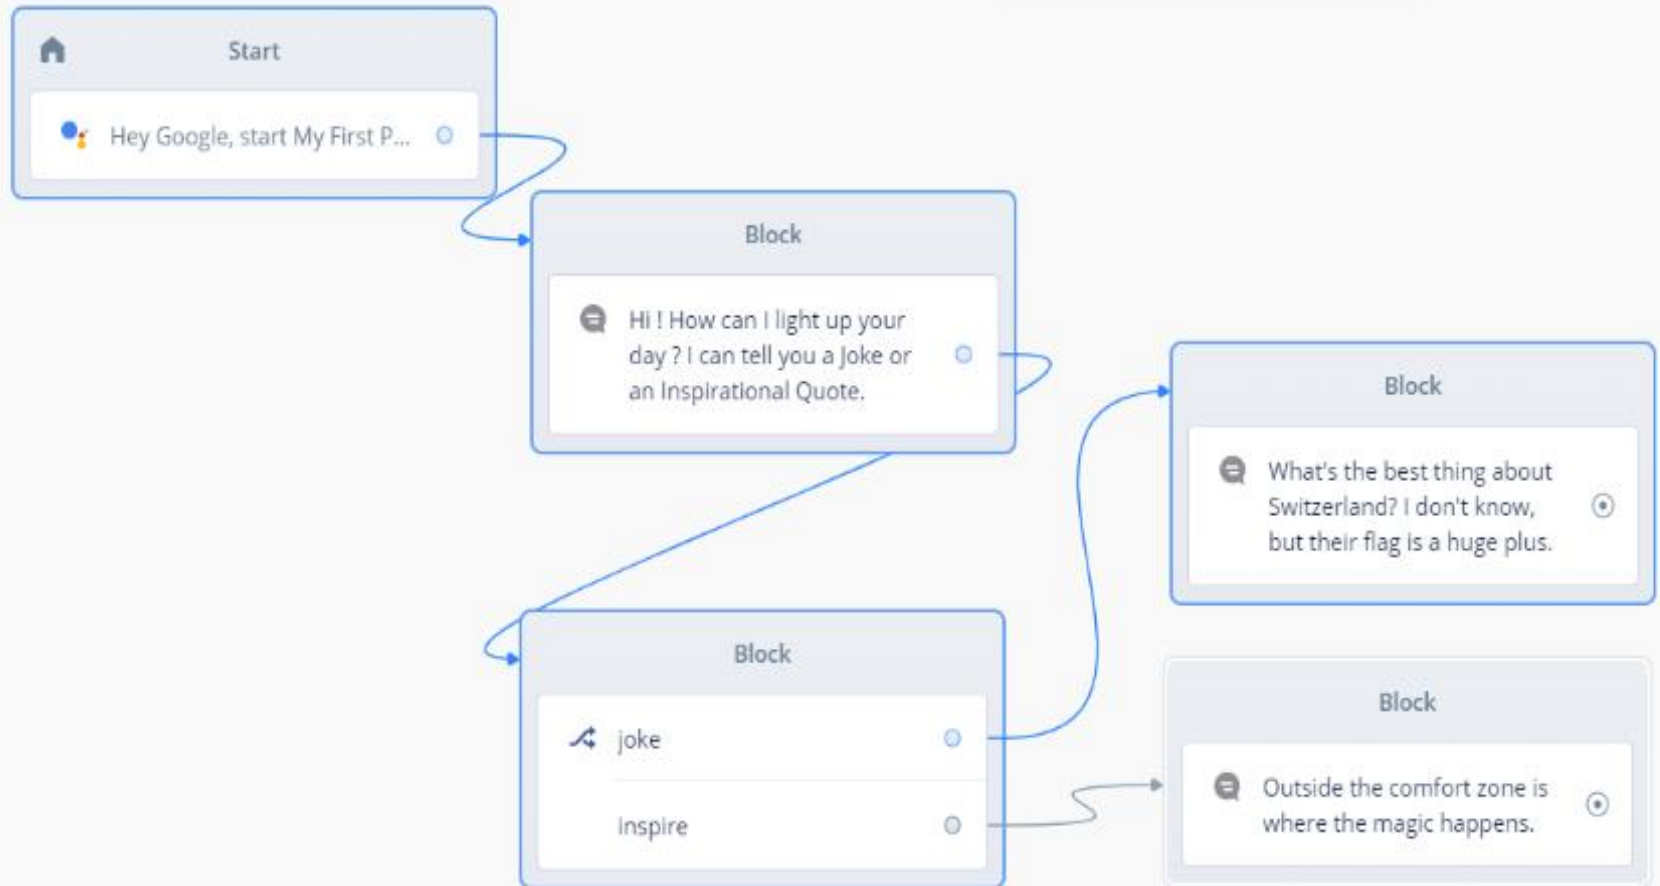 Start
Hey Google, start My First P...
Block
Hi ! How can I light up your
day ? I can tell you a Joke or
an Inspirational Quote.
Block
What's the best thing about
Switzerland? I don't know,
but their flag is a huge plus.
Block
joke
inspire
Block
Outside the comfort zone is
where the magic happens.